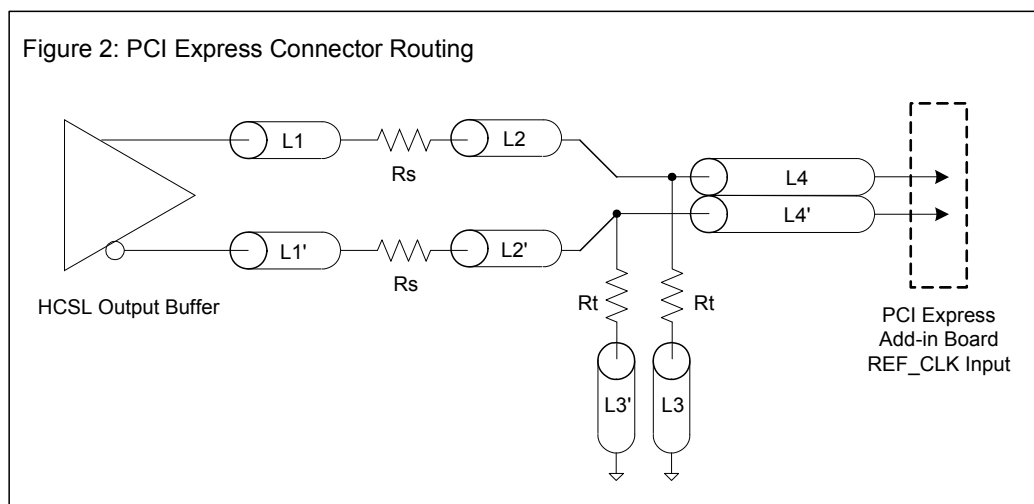 Figure 2: PCI Express Connector Routing
L1
Rs
L2
L4
L4'
L1'
Rs
L2'
HCSL Output Buffer
Rt
Rt
L3'
L3
PCI Express
Add-in Board
REF_CLK Input